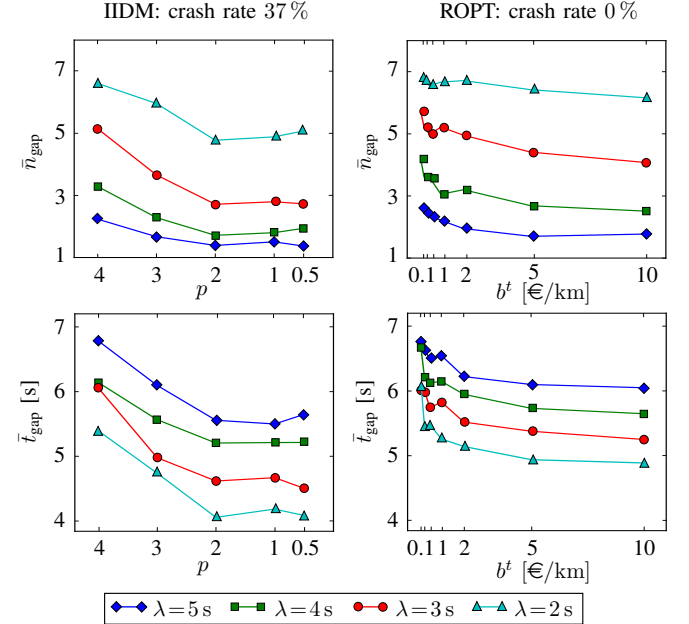 IIDM: crash rate 37 %
ROPT: crash rate 0 %
n̄gap
7
5
3
1
4 3 2 1 0.5
p
n̄gap
7
5
3
1
0.1 1 2 5 10
b^t [€/km]
t̄gap [s]
7
6
5
4
4 3 2 1 0.5
p
t̄gap [s]
7
6
5
4
0.1 1 2 5 10
b^t [€/km]
λ=5 s λ=4 s λ=3 s λ=2 s